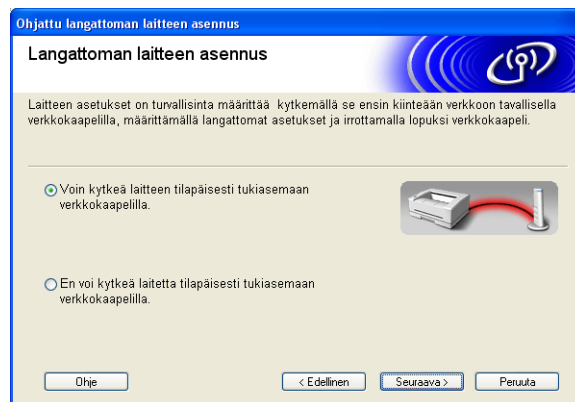 Ohjattu langattoman laitteen asennus
Langattoman laitteen asennus
Laitteen asetukset on turvallisinta määrittää kytkemällä se ensin kiinteään verkkoon tavallisella
verkkokaapelilla, määrittämällä langattomat asetukset ja irrottamalla lopuksi verkkokaapeli.
Voin kytkeä laitteen tilapäisesti tukiasemaan
verkkokaapelilla.
En voi kytkeä laitetta tilapäisesti tukiasemaan
verkkokaapelilla.
Ohje
< Edellinen
Seuraava >
Peruuta